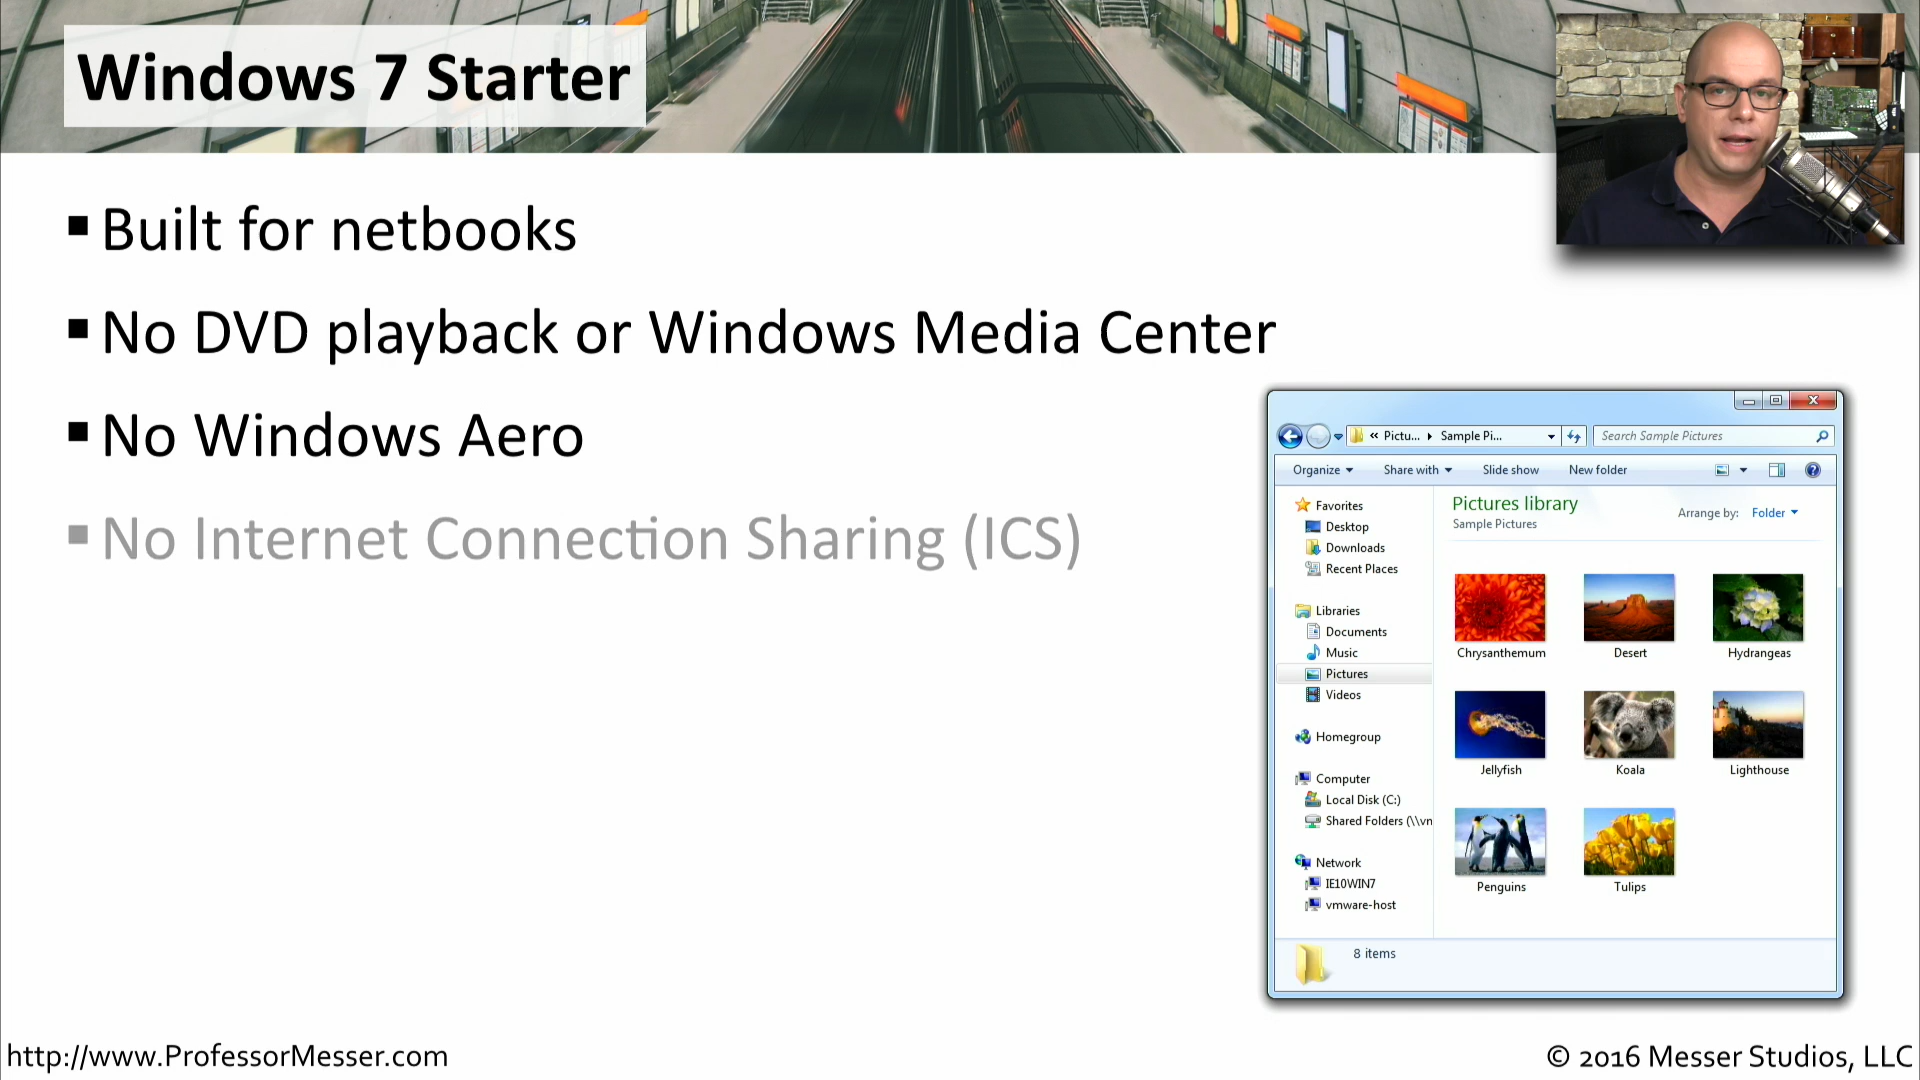 Windows 7 Starter
▪ Built for netbooks
▪ No DVD playback or Windows Media Center
▪ No Windows Aero
▪ No Internet Connection Sharing (ICS)
« Pictu... ▸ Sample Pi...
Search Sample Pictures
Organize ▾ Share with ▾ Slide show New folder
Favorites
Desktop
Downloads
Recent Places
Libraries
Documents
Music
Pictures
Videos
Homegroup
Computer
Local Disk (C:)
Shared Folders (\\vn
Network
IE10WIN7
vmware-host
Pictures library
Sample Pictures
Arrange by: Folder ▾
Chrysanthemum Desert Hydrangeas
Jellyfish Koala Lighthouse
Penguins Tulips
8 items
http://www.ProfessorMesser.com
© 2016 Messer Studios, LLC